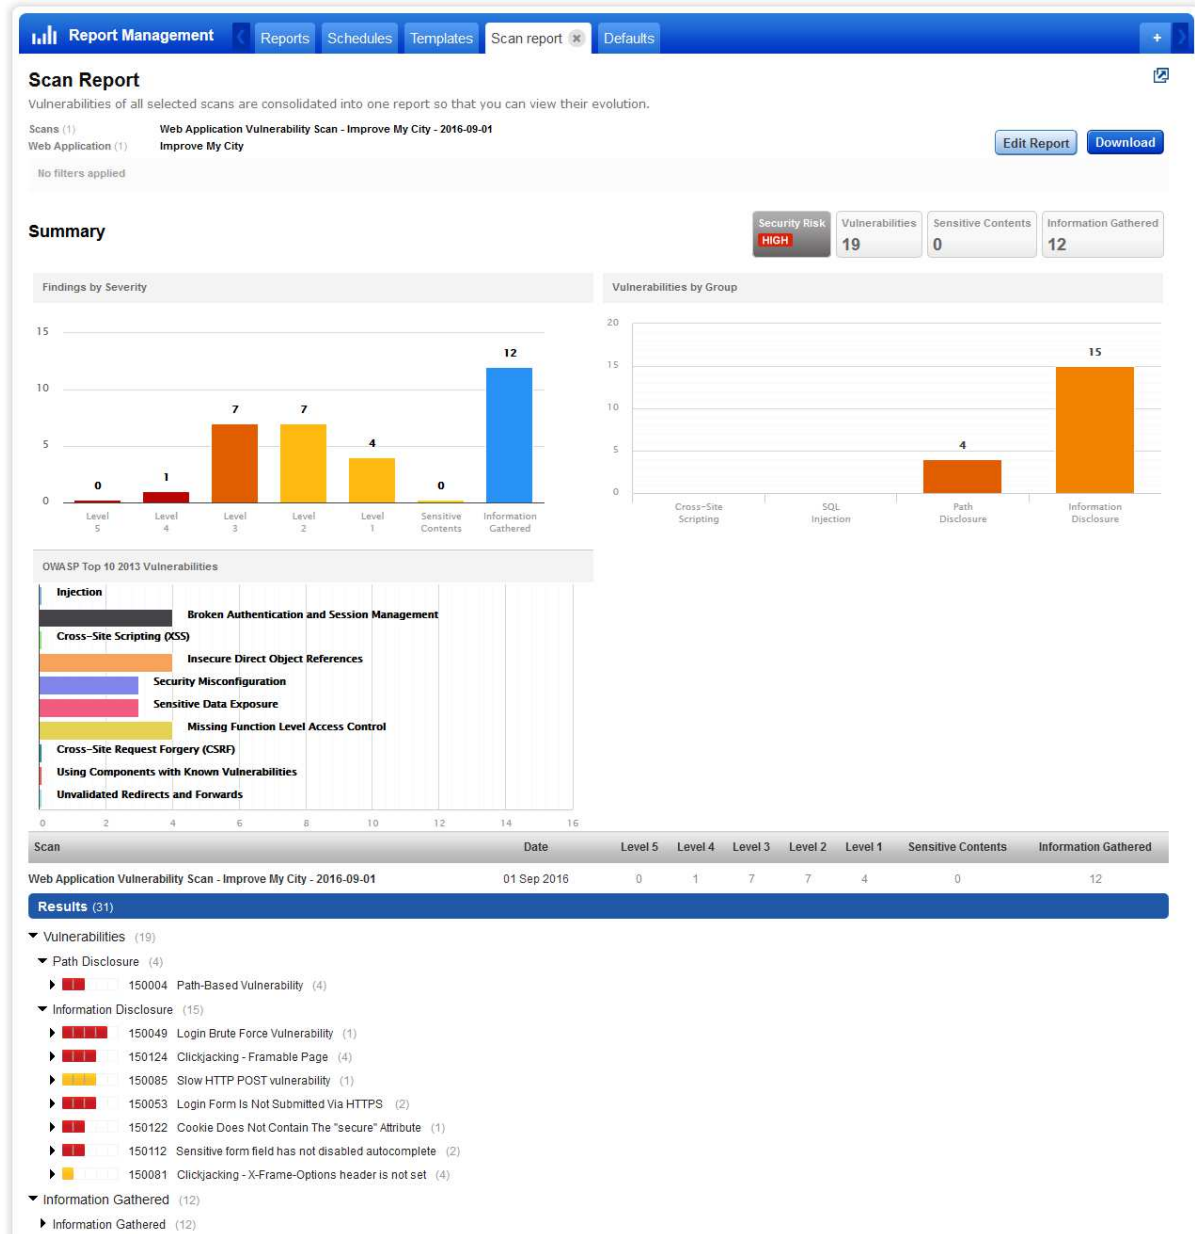 Report Management
Reports Schedules Templates Scan report Defaults +
Scan Report
Vulnerabilities of all selected scans are consolidated into one report so that you can view their evolution.
Scans (1) Web Application Vulnerability Scan - Improve My City - 2016-09-01
Web Application (1) Improve My City
Edit Report Download
No filters applied
Summary
Security Risk HIGH
Vulnerabilities 19
Sensitive Contents 0
Information Gathered 12
Findings by Severity
15
10
5
0
0 1 7 7 4 0 12
Level 5
Level 4
Level 3
Level 2
Level 1
Sensitive Contents
Information Gathered
Vulnerabilities by Group
20
15
10
5
0
4 15
Cross-Site Scripting
SQL Injection
Path Disclosure
Information Disclosure
OWASP Top 10 2013 Vulnerabilities
Injection
Broken Authentication and Session Management
Cross-Site Scripting (XSS)
Insecure Direct Object References
Security Misconfiguration
Sensitive Data Exposure
Missing Function Level Access Control
Cross-Site Request Forgery (CSRF)
Using Components with Known Vulnerabilities
Unvalidated Redirects and Forwards
0 2 4 6 8 10 12 14 16
Scan Date Level 5 Level 4 Level 3 Level 2 Level 1 Sensitive Contents Information Gathered
Web Application Vulnerability Scan - Improve My City - 2016-09-01 01 Sep 2016 0 1 7 7 4 0 12
Results (31)
Vulnerabilities (19)
Path Disclosure (4)
150004 Path-Based Vulnerability (4)
Information Disclosure (15)
150049 Login Brute Force Vulnerability (1)
150124 Clickjacking - Framable Page (4)
150085 Slow HTTP POST vulnerability (1)
150053 Login Form Is Not Submitted Via HTTPS (2)
150122 Cookie Does Not Contain The "secure" Attribute (1)
150112 Sensitive form field has not disabled autocomplete (2)
150081 Clickjacking - X-Frame-Options header is not set (4)
Information Gathered (12)
Information Gathered (12)